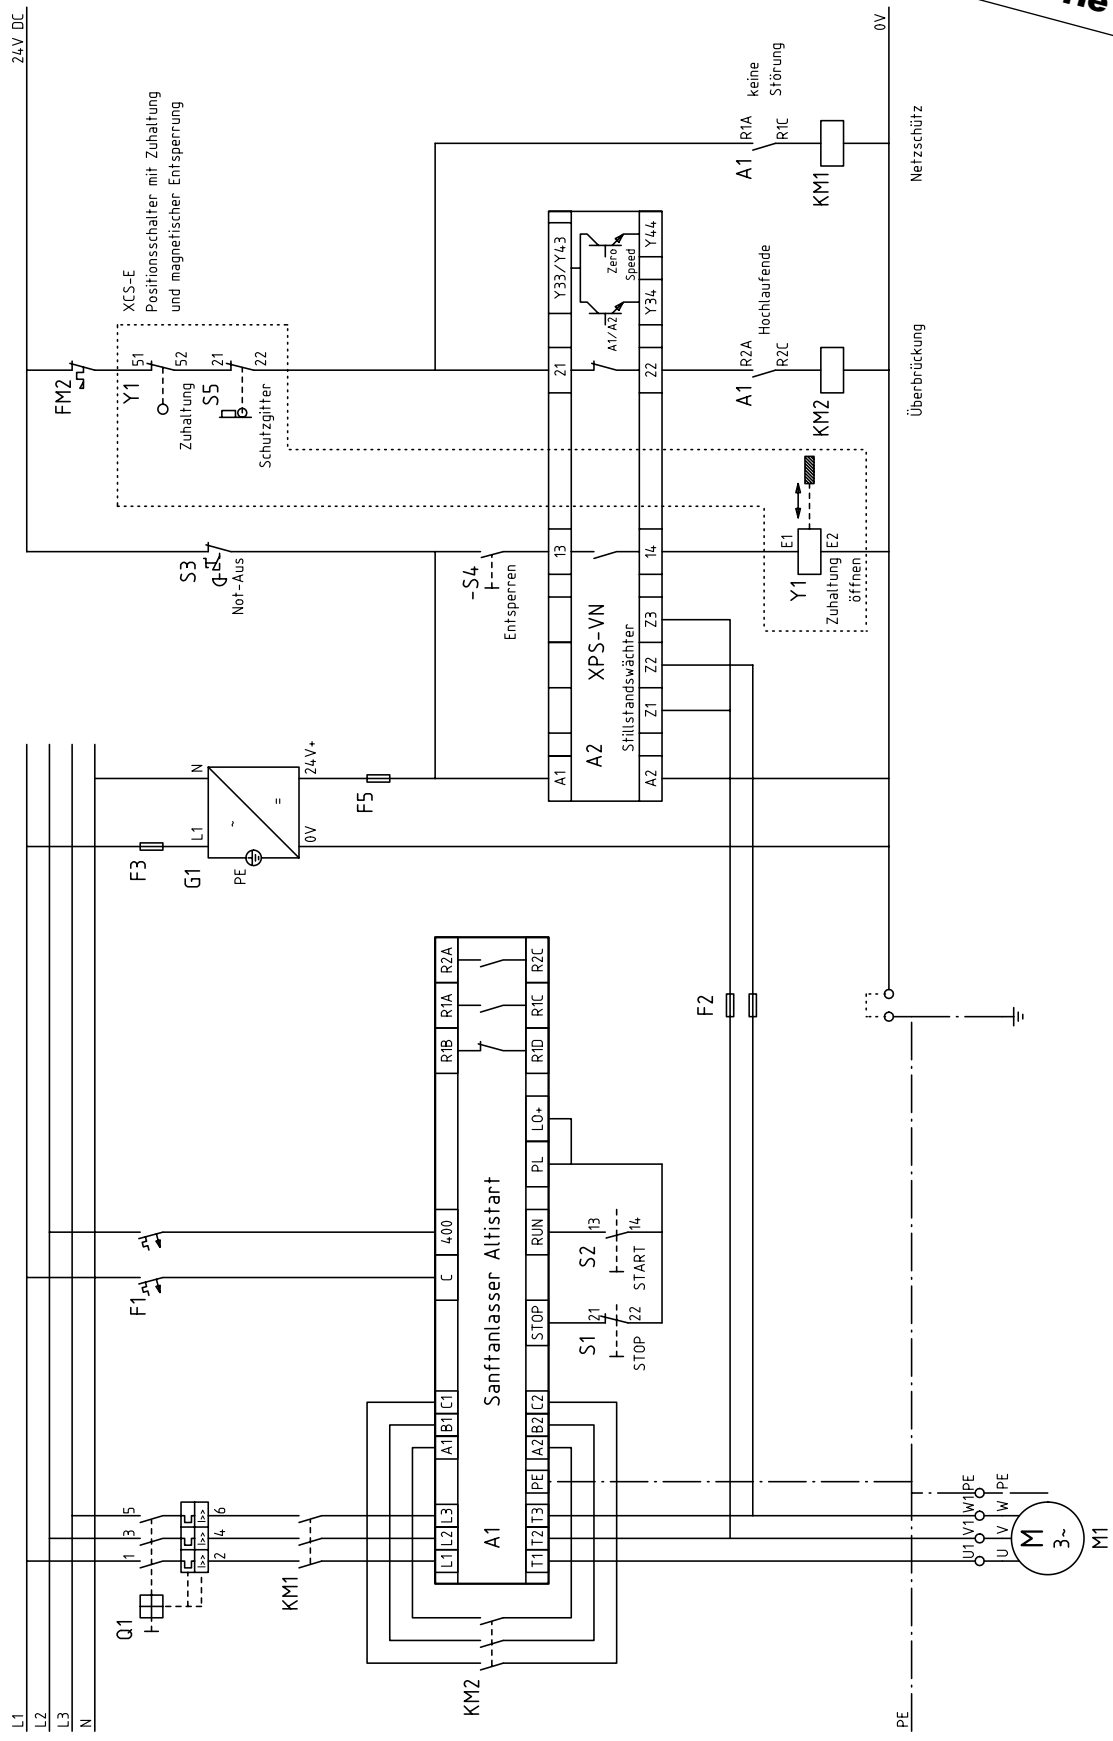 L1
L2
L3
N
Q1
1
3
5
I>>
I>>
I>>
2
4
6
KM1
KM2
F1
L1
L2
L3
A1
B1
C1
C
400
R1B
R1A
R2A
A1
Sanftanlasser Altistart
T1
T2
T3
PE
A2
B2
C2
STOP
RUN
PL
LO+
R1D
R1C
R2C
S1
21
22
STOP
S2
13
14
START
F2
PE
U1
V1
W1
PE
U
V
W
PE
M
3~
M1
F3
G1
L1
N
PE
~
=
0V
24V+
F5
24V DC
S3
Not-Aus
-S4
Entsperren
FM2
Y1
51
52
Zuhaltung
S5
21
22
Schutzgitter
XCS-E
Positionsschalter mit Zuhaltung
und magnetischer Entsperrung
A1
13
21
Y33/Y43
A2
XPS-VN
Stillstandswächter
A1/A2
Zero
Speed
A2
Z1
Z2
Z3
14
22
Y34
Y44
Y1
E1
E2
Zuhaltung
öffnen
A1
R2A
R2C
Hochlaufende
KM2
Überbrückung
A1
R1A
R1C
keine
Störung
KM1
Netzschütz
0V